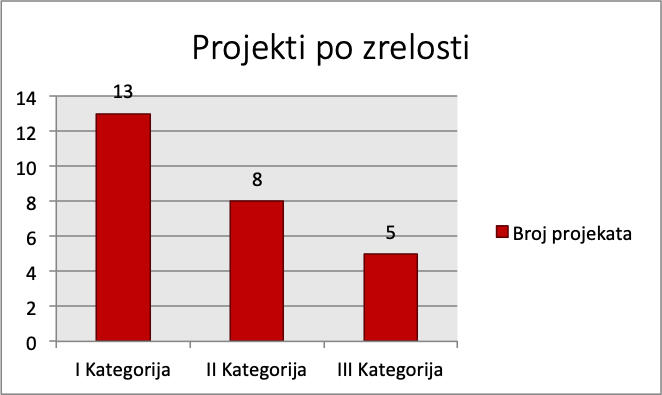 Projekti po zrelosti
14
12
10
8
6
4
2
0
13
8
5
I Kategorija
II Kategorija
III Kategorija
Broj projekata